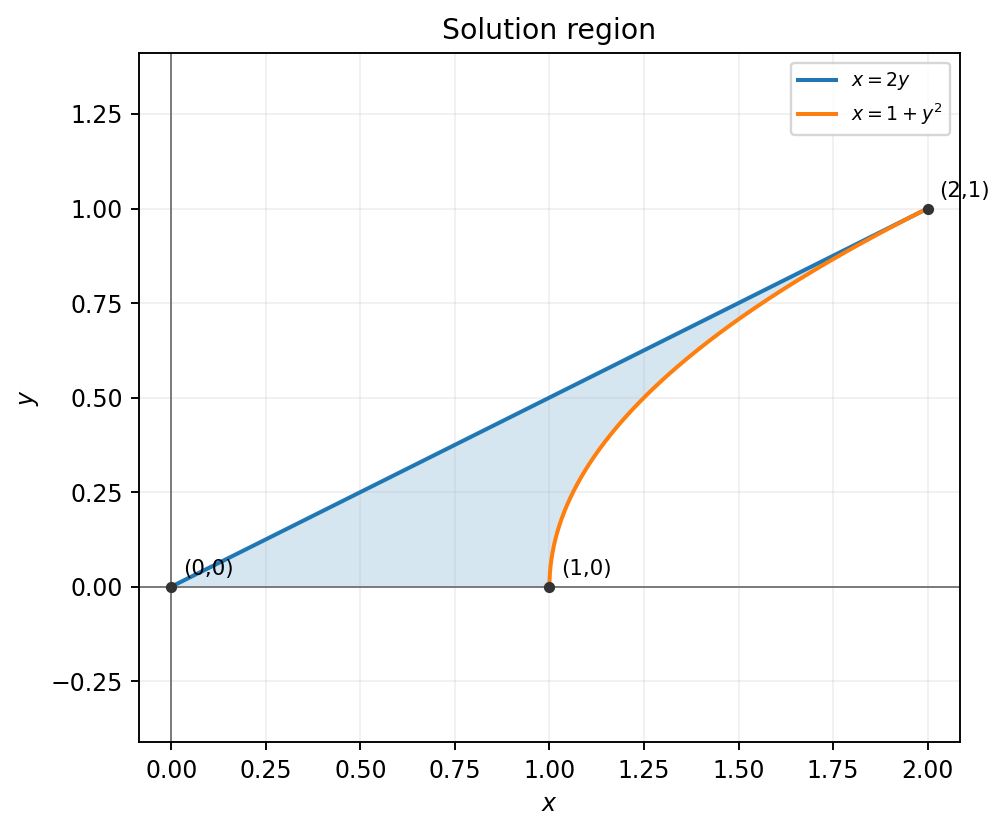 Solution region
x = 2y
x = 1 + y²
1.25
(2,1)
1.00
0.75
y
0.50
0.25
(0,0)
(1,0)
0.00
−0.25
0.00 0.25 0.50 0.75 1.00 1.25 1.50 1.75 2.00
x